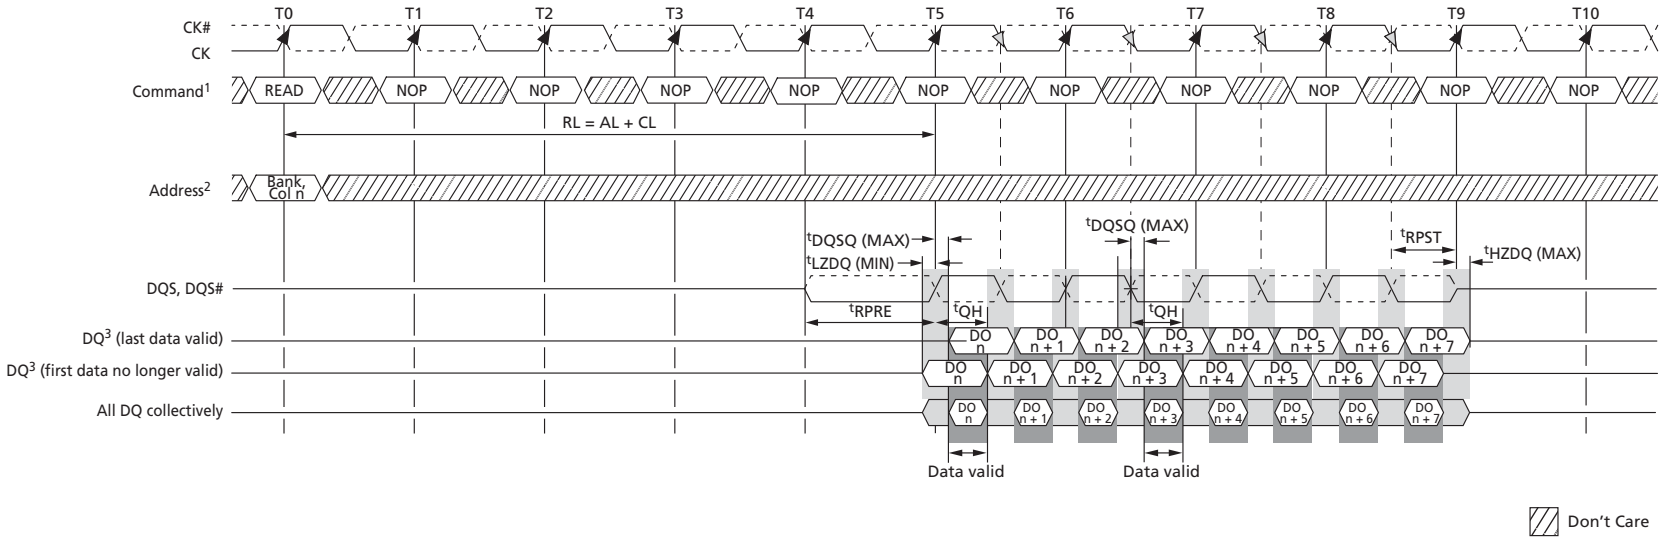 T0 T1 T2 T3 T4 T5 T6 T7 T8 T9 T10
CK#
CK
Command1 READ NOP NOP NOP NOP NOP NOP NOP NOP NOP NOP
RL = AL + CL
Address2 Bank,
Col n
tDQSQ (MAX) tDQSQ (MAX) tRPST tHZDQ (MAX)
tLZDQ (MIN)
DQS, DQS#
tRPRE tQH tQH
DQ3 (last data valid) DO
n DO
n + 1 DO
n + 2 DO
n + 3 DO
n + 4 DO
n + 5 DO
n + 6 DO
n + 7
DQ3 (first data no longer valid) DO
n DO
n + 1 DO
n + 2 DO
n + 3 DO
n + 4 DO
n + 5 DO
n + 6 DO
n + 7
All DQ collectively DO
n DO
n + 1 DO
n + 2 DO
n + 3 DO
n + 4 DO
n + 5 DO
n + 6 DO
n + 7
Data valid Data valid
Don't Care